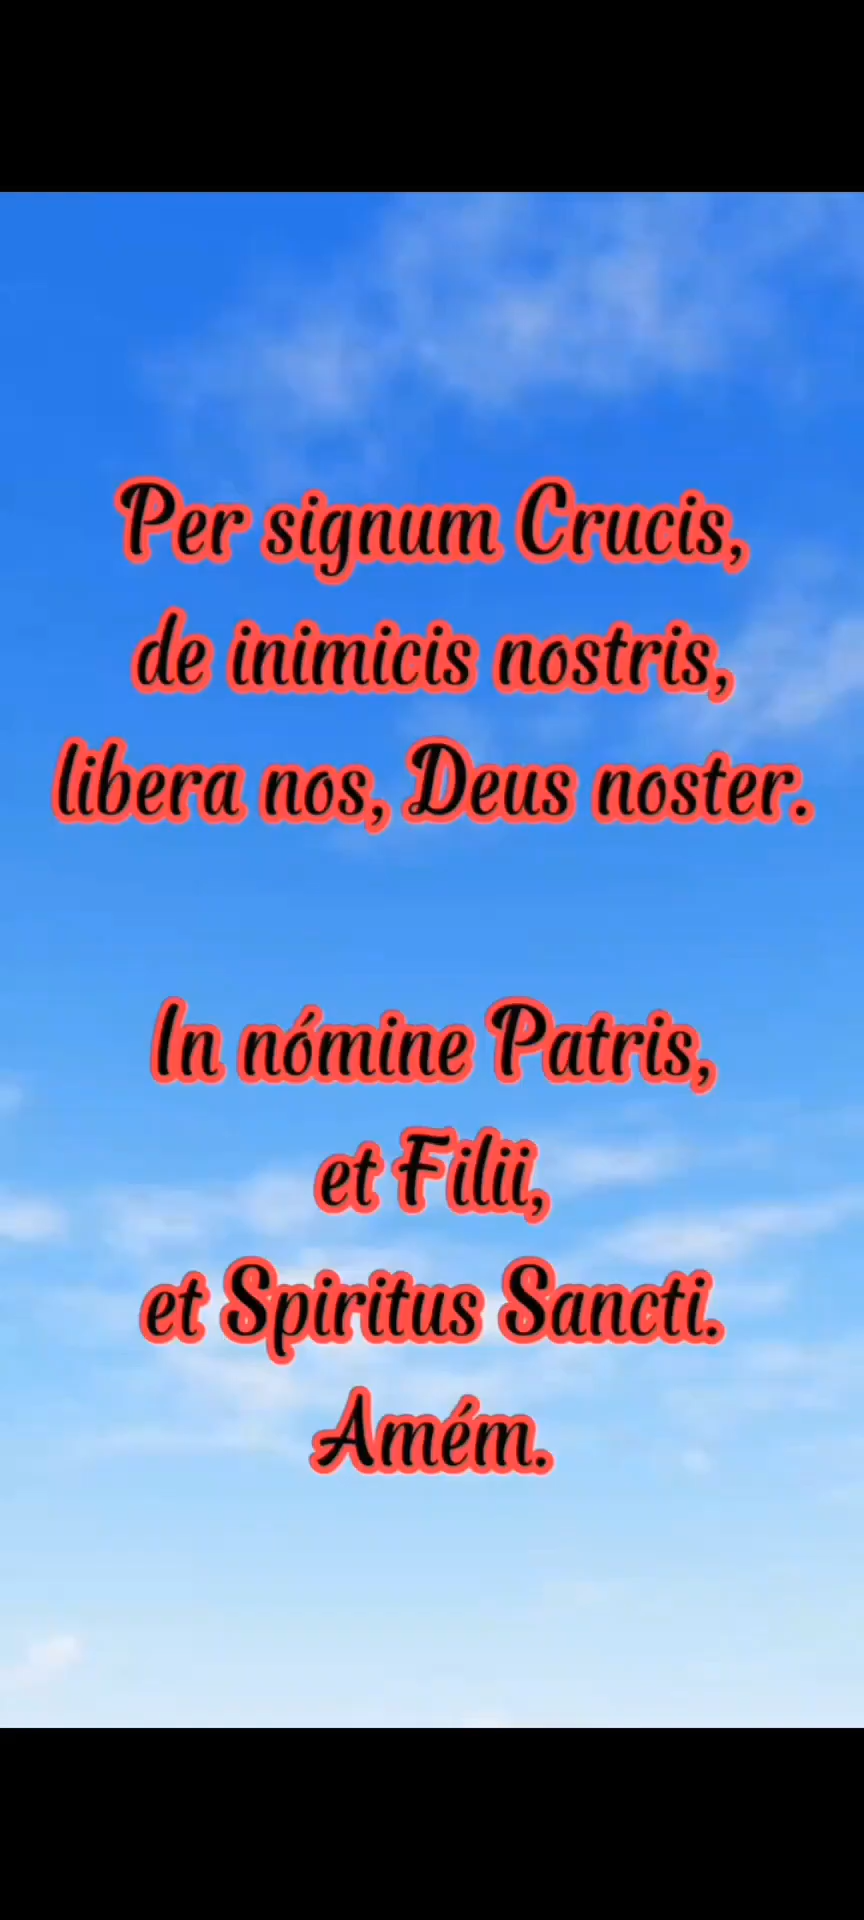 Per signum Crucis,
de inimicis nostris,
libera nos, Deus noster.
In nómine Patris,
et Filii,
et Spiritus Sancti.
Amém.